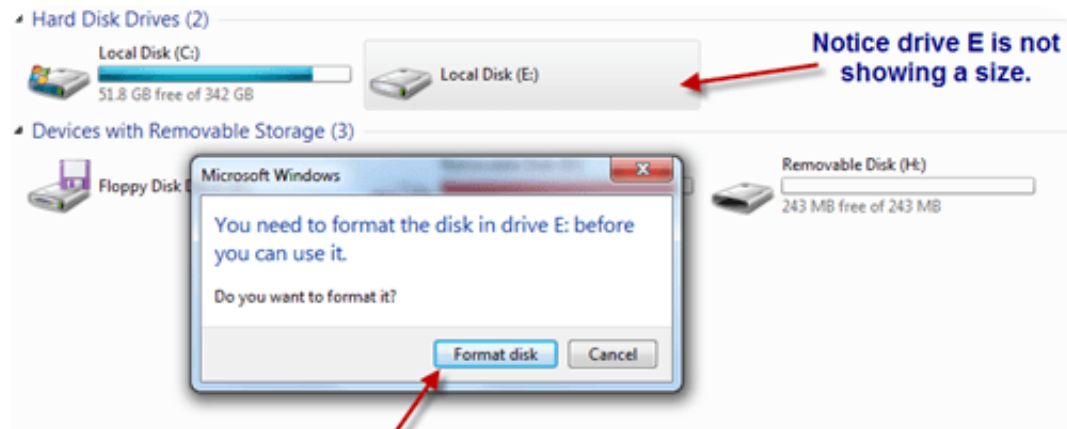 Hard Disk Drives (2)
Local Disk (C:)
51.8 GB free of 342 GB
Local Disk (E:)
Notice drive E is not
showing a size.
Devices with Removable Storage (3)
Floppy Disk
Removable Disk (H:)
243 MB free of 243 MB
Microsoft Windows
You need to format the disk in drive E: before
you can use it.
Do you want to format it?
Format disk
Cancel